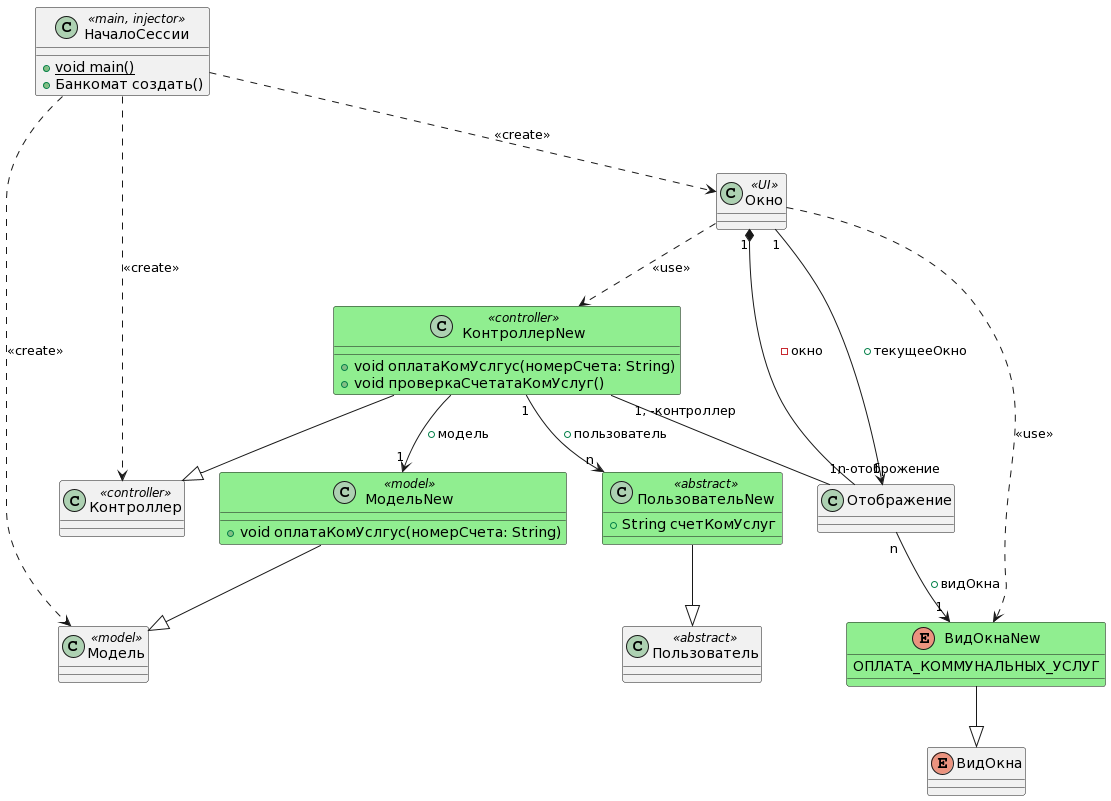 «main, injector»
C НачалоСессии
void main()
Банкомат создать()
«create»
«UI»
C Окно
1
1
«create»
«use»
«controller»
C КонтроллерNew
void оплатаКомУслгус(номерСчета: String)
void проверкаСчетатаКомУслуг()
«create»
окно
текущееОкно
1
1, -контроллер
модель
пользователь
«use»
1
n
1n-отображение
1
«controller»
C Контроллер
«model»
C МодельNew
void оплатаКомУслгус(номерСчета: String)
«abstract»
C ПользовательNew
String счетКомУслуг
C Отображение
n
видОкна
1
«model»
C Модель
«abstract»
C Пользователь
E ВидОкнаNew
ОПЛАТА_КОММУНАЛЬНЫХ_УСЛУГ
E ВидОкна